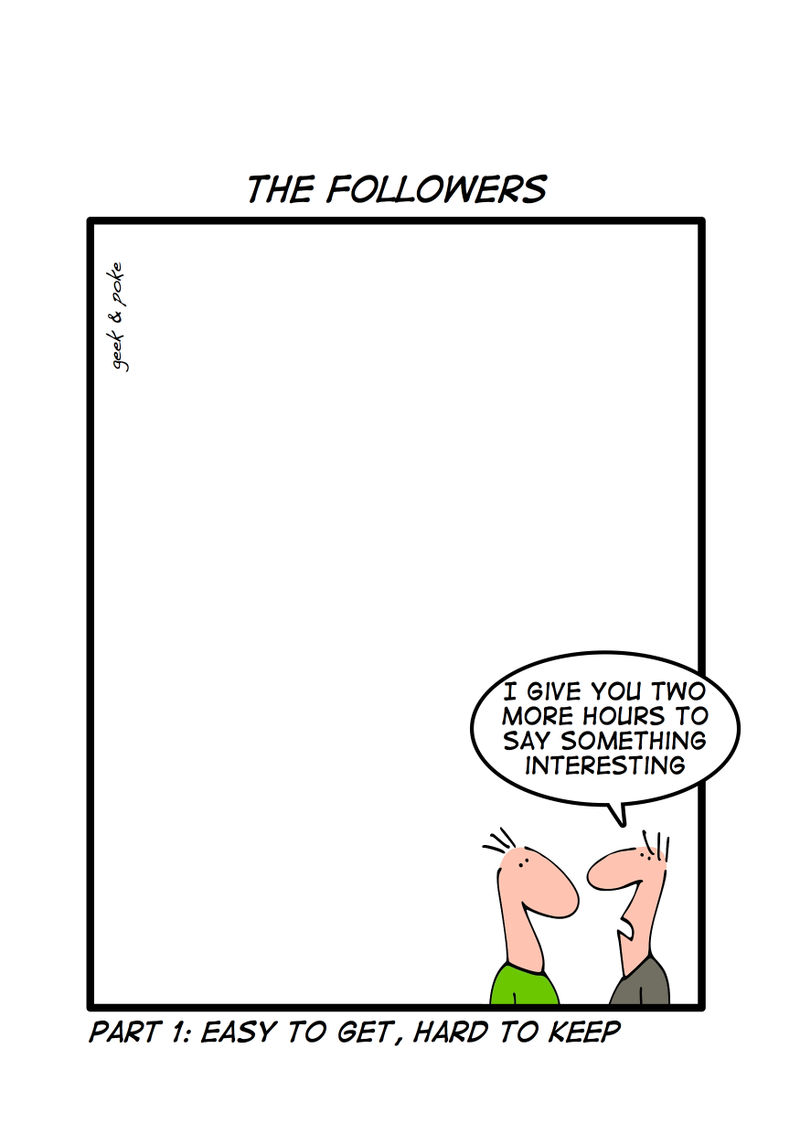 THE FOLLOWERS
geek & poke
I GIVE YOU TWO
MORE HOURS TO
SAY SOMETHING
INTERESTING
PART 1: EASY TO GET, HARD TO KEEP